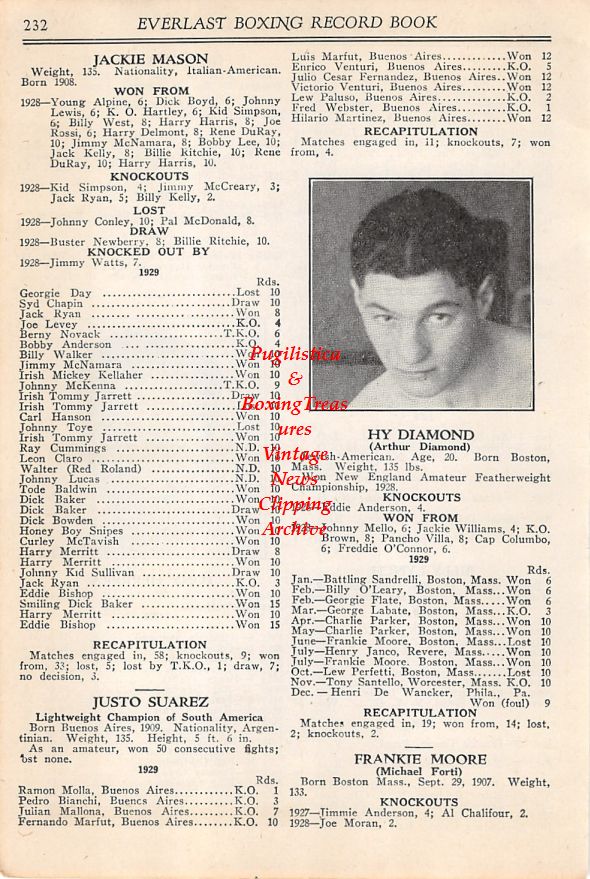 232 EVERLAST BOXING RECORD BOOK
JACKIE MASON
Weight, 135. Nationality, Italian-American.
Born 1908.
WON FROM
1928—Young Alpine, 6; Dick Boyd, 6; Johnny
Lewis, 6; K. O. Hartley, 6; Kid Simpson,
6; Billy West, 8; Harry Harris, 8; Joe
Rossi, 6; Harry Delmont, 8; Rene DuRay,
10; Jimmy McNamara, 8; Bobby Lee, 10;
Jack Kelly, 8; Billie Ritchie, 10; Rene
DuRay, 10; Harry Harris, 10.
KNOCKOUTS
1928—Kid Simpson, 4; Jimmy McCreary, 3;
Jack Ryan, 5; Billy Kelly, 2.
LOST
1928—Johnny Conley, 10; Pal McDonald, 8.
DRAW
1928—Buster Newberry, 8; Billie Ritchie, 10.
KNOCKED OUT BY
1928—Jimmy Watts, 7.
1929
Rds.
Georgie Day ........................Lost 10
Syd Chapin ........................Draw 10
Jack Ryan ........................Won 8
Joe Levey ........................K.O. 4
Berny Novack ........................T.K.O. 6
Bobby Anderson ........................K.O. 4
Billy Walker ........................
Jimmy McNamara ........................Won 10
Irish Mickey Kellaher ........................Won 10
Johnny McKenna ........................T.K.O. 9
Irish Tommy Jarrett ........................Draw 10
Irish Tommy Jarrett ........................
Carl Hanson ........................Won 10
Johnny Toye ........................Lost 10
Irish Tommy Jarrett ........................Won 10
Ray Cummings ........................N.D.
Leon Claro ........................Won
Walter (Red Roland) ........................N.D. 10
Johnny Lucas ........................N.D.
Tode Baldwin ........................Won 10
Dick Baker ........................Won
Dick Baker ........................Draw
Dick Bowden ........................Won 10
Honey Boy Snipes ........................Won
Curley McTavish ........................Won 10
Harry Merritt ........................Draw 8
Harry Merritt ........................Won 10
Johnny Kid Sullivan ........................Draw 10
Jack Ryan ........................K.O. 3
Eddie Bishop ........................Won 10
Smiling Dick Baker ........................Won 15
Harry Merritt ........................Won 10
Eddie Bishop ........................Won 15
RECAPITULATION
Matches engaged in, 58; knockouts, 9; won
from, 33; lost, 5; lost by T.K.O., 1; draw, 7;
no decision, 3.
JUSTO SUAREZ
Lightweight Champion of South America
Born Buenos Aires, 1909. Nationality, Argen-
tinian. Weight, 135. Height, 5 ft. 6 in.
As an amateur, won 50 consecutive fights;
lost none.
1929
Rds.
Ramon Molla, Buenos Aires........K.O. 1
Pedro Bianchi, Buencs Aires........K.O. 3
Julian Mallona, Buenos Aires........K.O. 7
Fernando Marfut, Buenos Aires........K.O. 10
Luis Marfut, Buenos Aires............Won 12
Enrico Venturi, Buenos Aires........K.O. 5
Julio Cesar Fernandez, Buenos Aires..Won 12
Victorio Venturi, Buenos Aires........Won 12
Lew Paluso, Buenos Aires............K.O. 2
Fred Webster, Buenos Aires..........K.O. 1
Hilario Martinez, Buenos Aires........Won 12
RECAPITULATION
Matches engaged in, 11; knockouts, 7; won
from, 4.
HY DIAMOND
(Arthur Diamond)
-American. Age, 20. Born Boston,
Mass. Weight, 135 lbs.
Won New England Amateur Featherweight
Championship, 1928.
KNOCKOUTS
Eddie Anderson, 4.
WON FROM
Johnny Mello, 6; Jackie Williams, 4; K.O.
Brown, 8; Pancho Villa, 8; Cap Columbo,
6; Freddie O'Connor, 6.
1929
Rds.
Jan.—Battling Sandrelli, Boston, Mass. Won 6
Feb.—Billy O'Leary, Boston, Mass...Won 6
Feb.—Georgie Flate, Boston, Mass.....Won 6
Mar.—George Labate, Boston, Mass...K.O. 3
Apr.—Charlie Parker, Boston, Mass...Won 10
May—Charlie Parker, Boston, Mass...Won 10
June—Frankie Moore, Boston, Mass...Lost 10
July—Henry Janco, Revere, Mass......Won 10
July—Frankie Moore. Boston, Mass...Won 10
Oct.—Lew Perfetti, Boston, Mass......Lost 10
Nov.—Tony Santello, Worcester, Mass. K.O. 10
Dec.—Henri De Wancker, Phila., Pa.
Won (foul) 9
RECAPITULATION
Matches engaged in, 19; won from, 14; lost,
2; knockouts, 2.
FRANKIE MOORE
(Michael Forti)
Born Boston Mass., Sept. 29, 1907. Weight,
133.
KNOCKOUTS
1927—Jimmie Anderson, 4; Al Chalifour, 2.
1928—Joe Moran, 2.
Pugilistica
&
BoxingTreas
ures
Vintage
News
Clipping
Archive